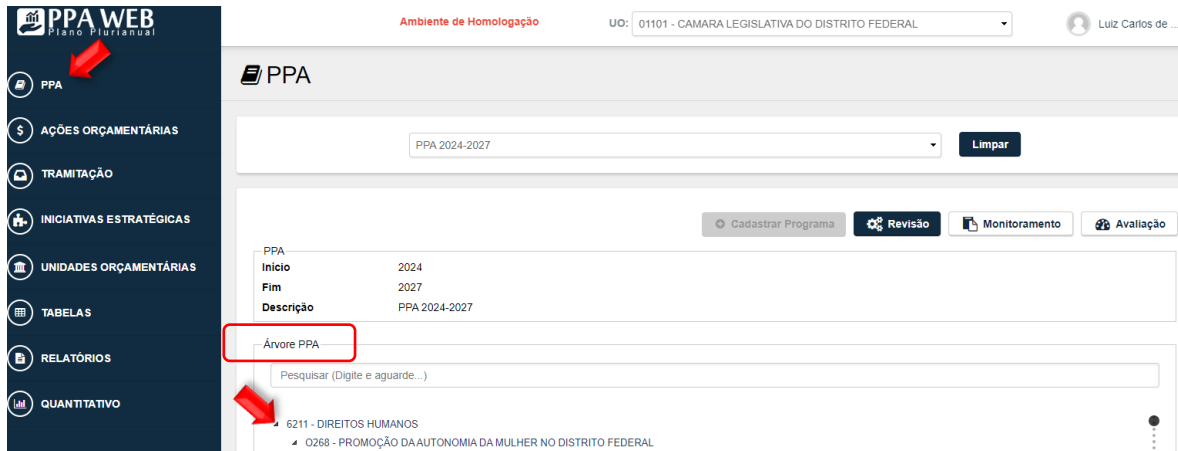 PPA WEB
Plano Plurianual
Ambiente de Homologação
UO: 01101 - CAMARA LEGISLATIVA DO DISTRITO FEDERAL
Luiz Carlos de ...
PPA
AÇÕES ORÇAMENTÁRIAS
TRAMITAÇÃO
INICIATIVAS ESTRATÉGICAS
UNIDADES ORÇAMENTÁRIAS
TABELAS
RELATÓRIOS
QUANTITATIVO
PPA
PPA 2024-2027
Limpar
Cadastrar Programa
Revisão
Monitoramento
Avaliação
PPA
Início 2024
Fim 2027
Descrição PPA 2024-2027
Árvore PPA
Pesquisar (Digite e aguarde...)
6211 - DIREITOS HUMANOS
O268 - PROMOÇÃO DA AUTONOMIA DA MULHER NO DISTRITO FEDERAL